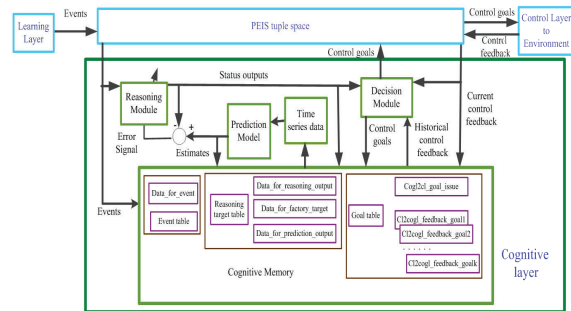 Learning
Layer
Events
PEIS tuple space
Control goals
Control
feedback
Control Layer
to
Environment
Control goals
Status outputs
Reasoning
Module
Decision
Module
Current
control
feedback
Error
Signal
-
+
Estimates
Prediction
Model
Time
series data
Control
goals
Historical
control
feedback
Events
Data_for_event
Event table
Reasoning
target table
Data_for_reasoning_output
Data_for_factory_target
Data_for_prediction_output
Goal table
Cogl2cl_goal_issue
Cl2cogl_feedback_goal1
Cl2cogl_feedback_goal2
......
Cl2cogl_feedback_goalk
Cognitive Memory
Cognitive
layer